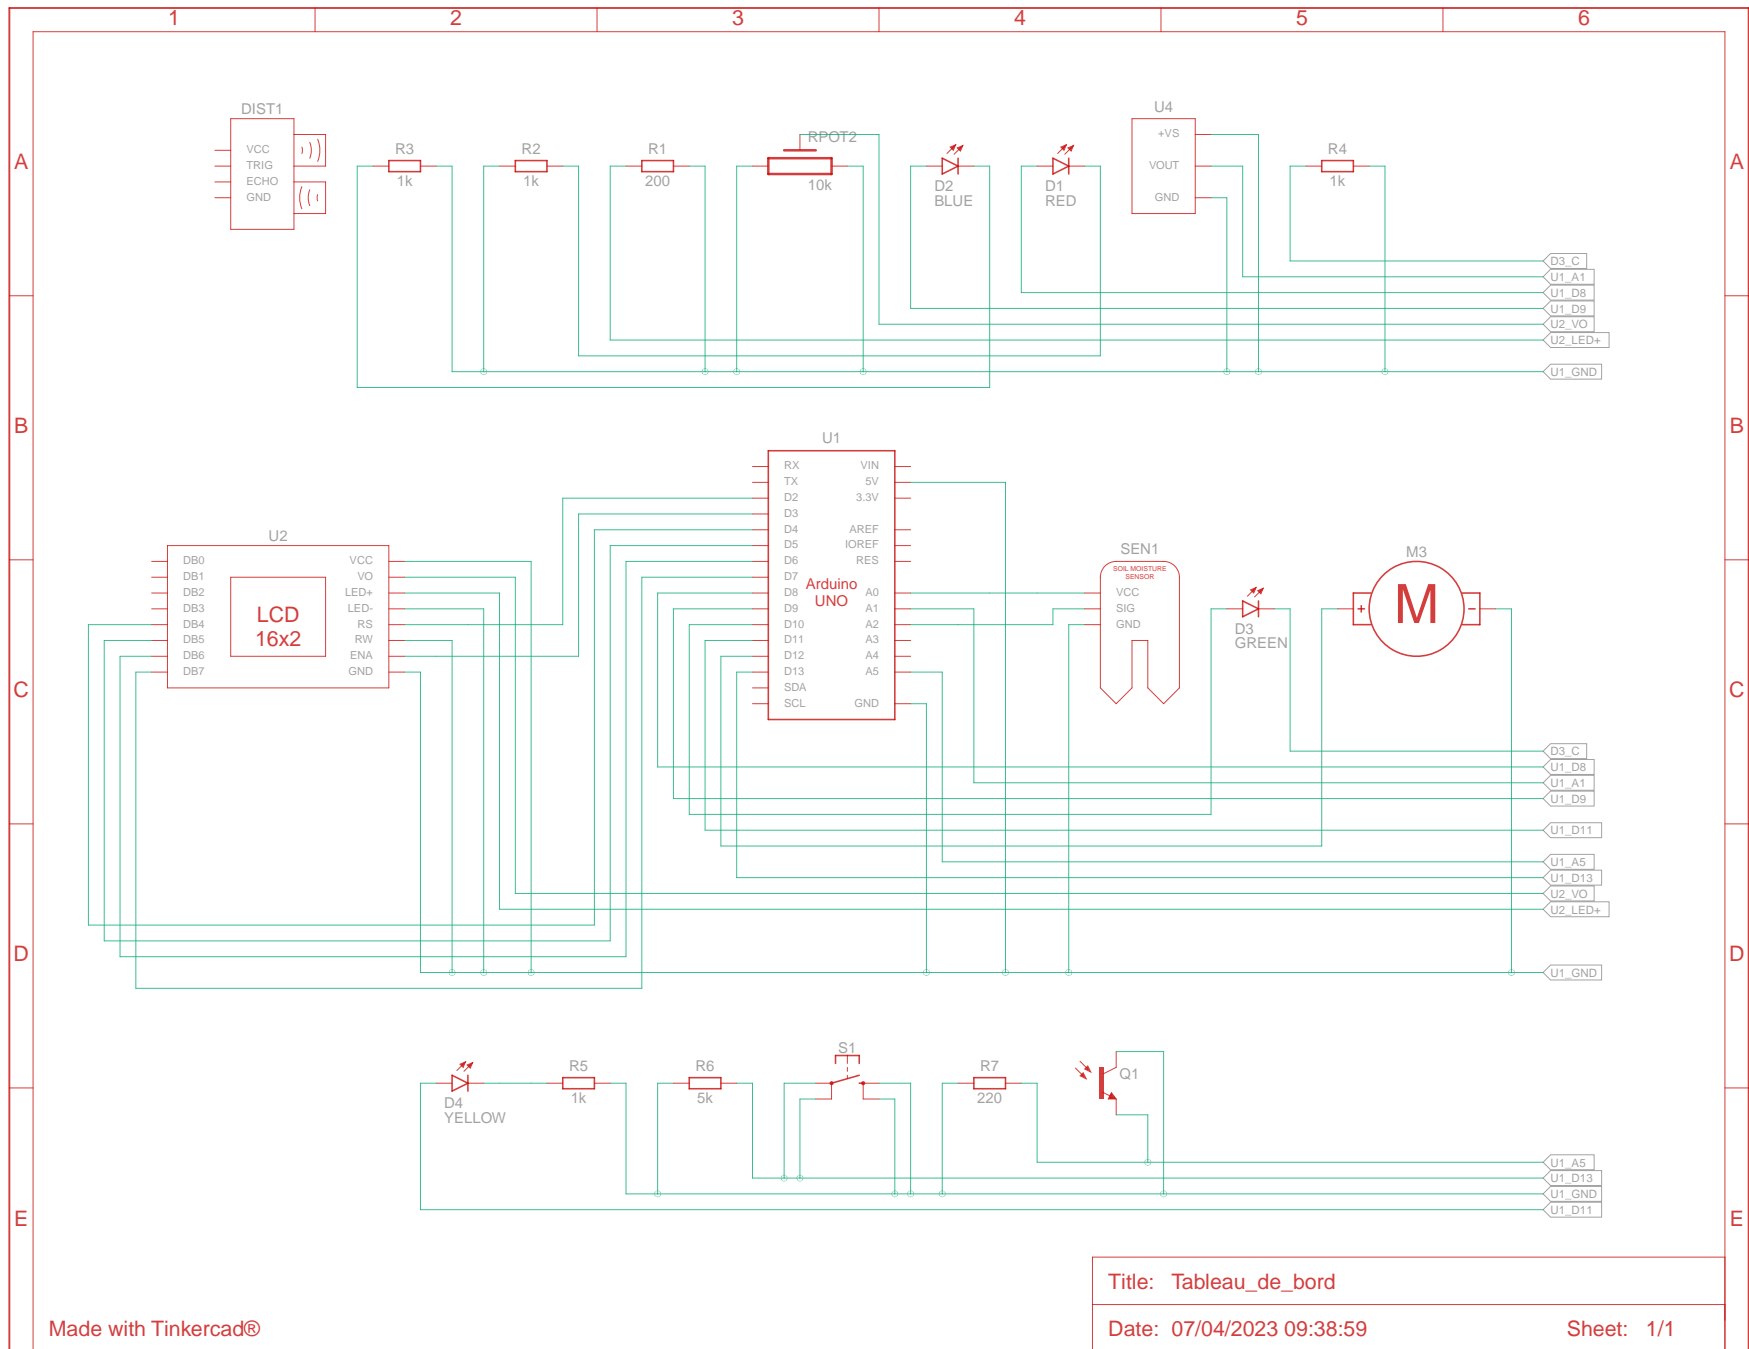 1 2 3 4 5 6
A A
B B
C C
D D
E E
DIST1
VCC
TRIG
ECHO
GND
R3
1k
R2
1k
R1
200
RPOT2
10k
D2
BLUE
D1
RED
U4
+VS
VOUT
GND
R4
1k
D3_C
U1_A1
U1_D8
U1_D9
U2_VO
U2_LED+
U1_GND
U2
DB0 VCC
DB1 VO
DB2 LED+
DB3 LED-
DB4 RS
DB5 RW
DB6 ENA
DB7 GND
LCD
16x2
U1
RX VIN
TX 5V
D2 3.3V
D3
D4 AREF
D5 IOREF
D6 RES
D7
D8 A0
D9 A1
D10 A2
D11 A3
D12 A4
D13 A5
SDA
SCL GND
Arduino
UNO
SEN1
SOIL MOISTURE
SENSOR
VCC
SIG
GND
D3
GREEN
M3
+ M -
D3_C
U1_D8
U1_A1
U1_D9
U1_D11
U1_A5
U1_D13
U2_VO
U2_LED+
U1_GND
D4
YELLOW
R5
1k
R6
5k
S1
R7
220
Q1
U1_A5
U1_D13
U1_GND
U1_D11
Title: Tableau_de_bord
Made with Tinkercad®
Date: 07/04/2023 09:38:59 Sheet: 1/1